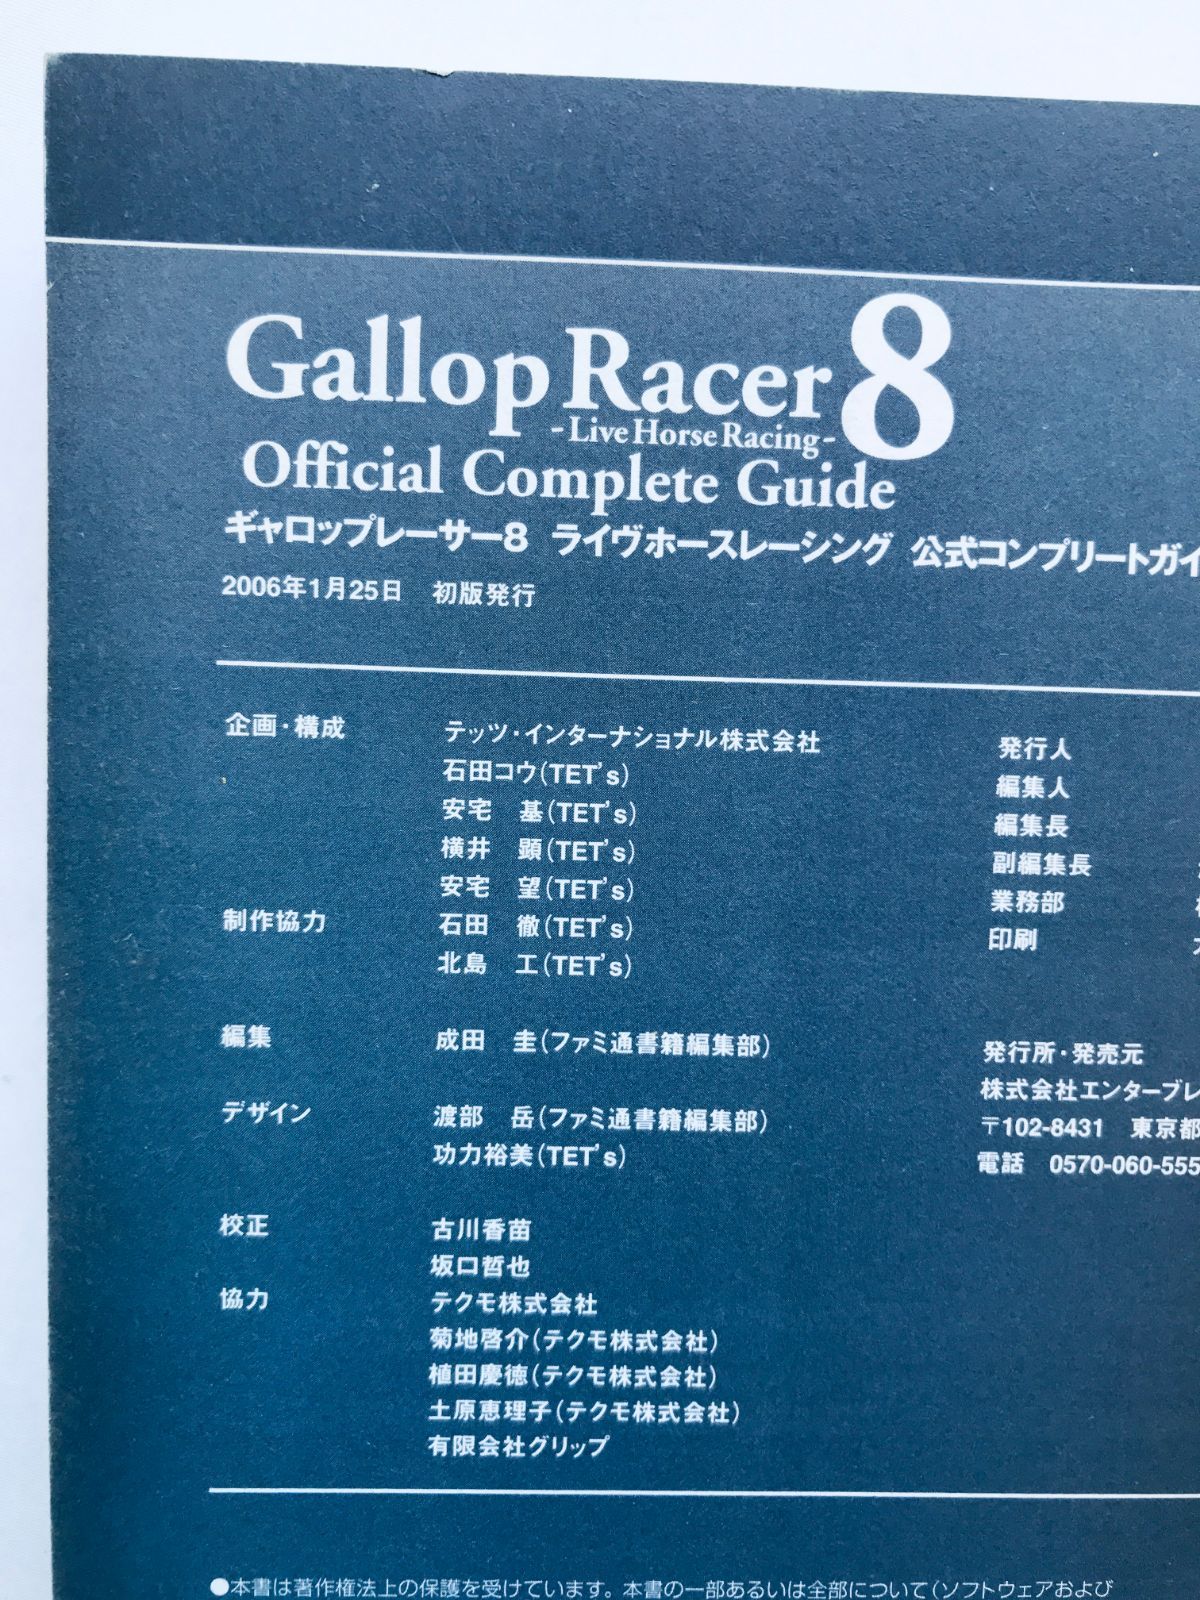 Gallop Racer 8
-Live Horse Racing-
Official Complete Guide
ギャロップレーサー8 ライヴホースレーシング 公式コンプリートガイ
2006年1月25日 初版発行
企画・構成 テッツ・インターナショナル株式会社
石田コウ(TET's)
安宅 基(TET's)
横井 顕(TET's)
安宅 望(TET's)
制作協力 石田 徹(TET's)
北島 工(TET's)
編集 成田 圭(ファミ通書籍編集部)
デザイン 渡部 岳(ファミ通書籍編集部)
功力裕美(TET's)
校正 古川香苗
坂口哲也
協力 テクモ株式会社
菊地啓介(テクモ株式会社)
植田慶徳(テクモ株式会社)
土原恵理子(テクモ株式会社)
有限会社グリップ
発行人
編集人
編集長
副編集長
業務部
印刷
発行所・発売元
株式会社エンターブレ
〒102-8431 東京都
電話 0570-060-555
●本書は著作権法上の保護を受けています。本書の一部あるいは全部について(ソフトウェアおよび